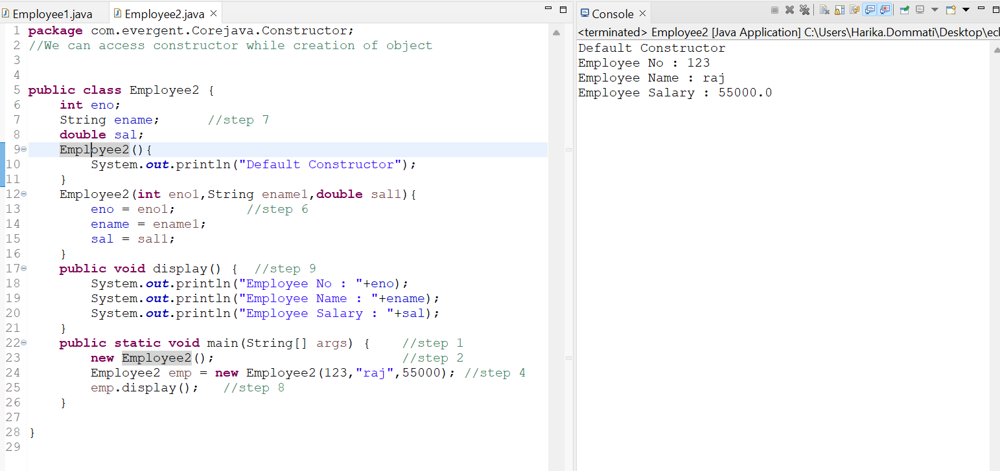 Employee1.java
Employee2.java
1 package com.evergent.Corejava.Constructor;
2 //We can access constructor while creation of object
3
4
5 public class Employee2 {
6     int eno;
7     String ename;      //step 7
8     double sal;
9     Employee2(){
10         System.out.println("Default Constructor");
11     }
12     Employee2(int eno1,String ename1,double sal1){
13         eno = eno1;         //step 6
14         ename = ename1;
15         sal = sal1;
16     }
17     public void display() {  //step 9
18         System.out.println("Employee No : "+eno);
19         System.out.println("Employee Name : "+ename);
20         System.out.println("Employee Salary : "+sal);
21     }
22     public static void main(String[] args) {    //step 1
23         new Employee2();                        //step 2
24         Employee2 emp = new Employee2(123,"raj",55000); //step 4
25         emp.display();   //step 8
26     }
27
28 }
29
Console
<terminated> Employee2 [Java Application] C:\Users\Harika.Dommati\Desktop\ecl
Default Constructor
Employee No : 123
Employee Name : raj
Employee Salary : 55000.0